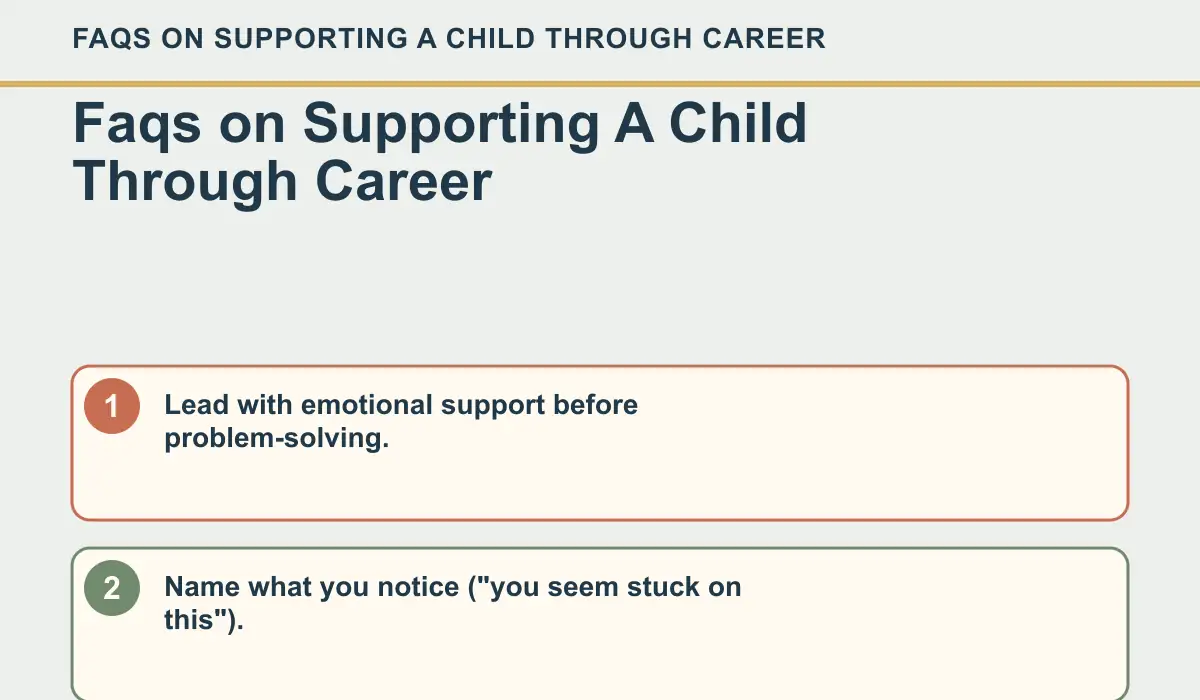 FAQS ON SUPPORTING A CHILD THROUGH CAREER
Faqs on Supporting A Child
Through Career
1
Lead with emotional support before
problem-solving.
2
Name what you notice ("you seem stuck on
this").